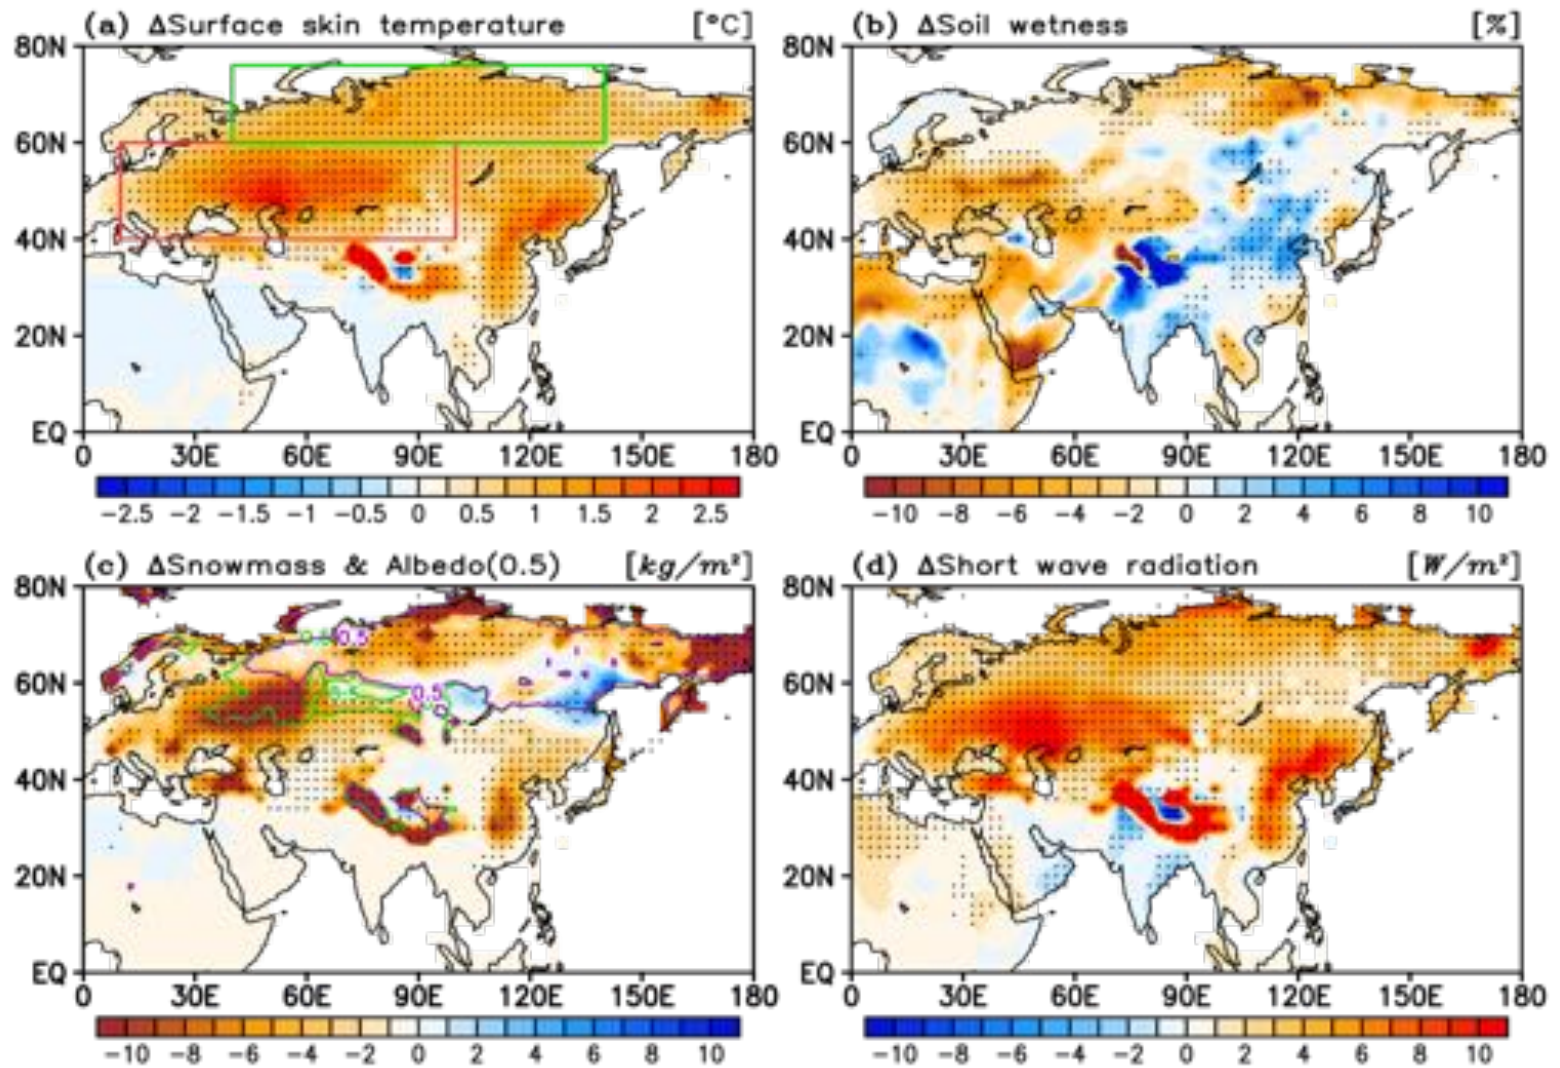 (a) ΔSurface skin temperature [°C]
80N
60N
40N
20N
EQ
0 30E 60E 90E 120E 150E 180
−2.5 −2 −1.5 −1 −0.5 0 0.5 1 1.5 2 2.5
(b) ΔSoil wetness [%]
80N
60N
40N
20N
EQ
0 30E 60E 90E 120E 150E 180
−10 −8 −6 −4 −2 0 2 4 6 8 10
(c) ΔSnowmass & Albedo(0.5) [kg/m²]
80N
60N
40N
20N
EQ
0.5 0.5
0.5 0.5
0 30E 60E 90E 120E 150E 180
−10 −8 −6 −4 −2 0 2 4 6 8 10
(d) ΔShort wave radiation [W/m²]
80N
60N
40N
20N
EQ
0 30E 60E 90E 120E 150E 180
−10 −8 −6 −4 −2 0 2 4 6 8 10